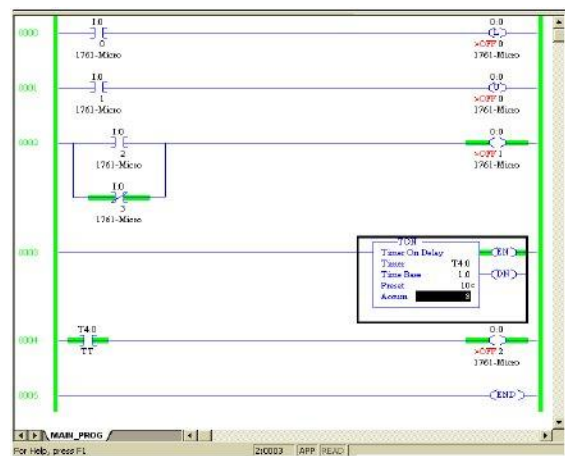 I:0 O:0
0000
0 >OFF 0
1761-Micro 1761-Micro
I:0 O:0
0001
1 >OFF 0
1761-Micro 1761-Micro
I:0 O:0
0002
2 >OFF 1
1761-Micro 1761-Micro
I:0
3
1761-Micro
TON
0003 Timer On Delay EN
Timer T4:0
Time Base 1.0 DN
Preset 10<
Accum
T4:0 O:0
0004
TT >OFF 2
1761-Micro
0005 END
MAIN_PROG
For Help, press F1 2:0003 APP READ